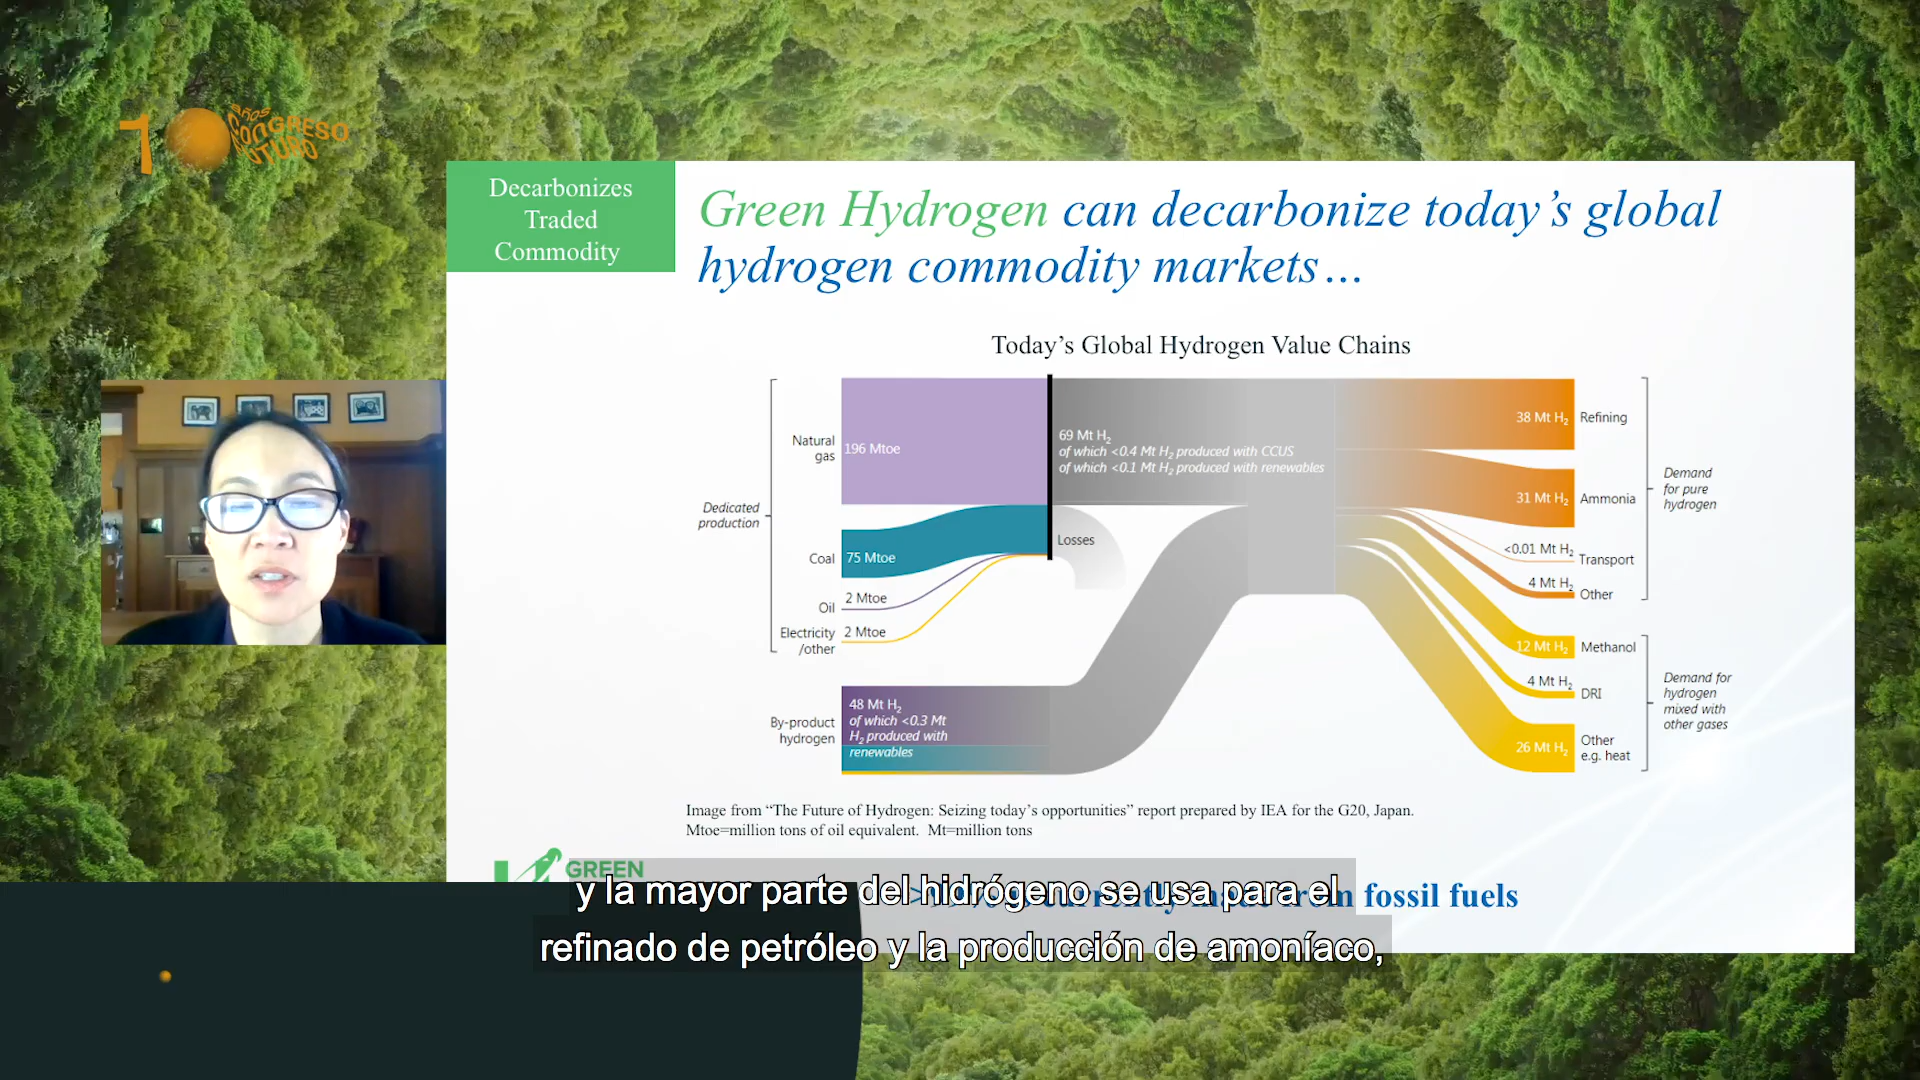 10 AÑOS
CONGRESO
FUTURO
Decarbonizes
Traded
Commodity
Green Hydrogen can decarbonize today's global
hydrogen commodity markets...
Today's Global Hydrogen Value Chains
Dedicated
production
Natural
gas
196 Mtoe
Coal
75 Mtoe
Oil
2 Mtoe
Electricity
/other
2 Mtoe
By-product
hydrogen
48 Mt H₂
of which <0.3 Mt
H₂ produced with
renewables
69 Mt H₂
of which <0.4 Mt H₂ produced with CCUS
of which <0.1 Mt H₂ produced with renewables
Losses
38 Mt H₂ Refining
31 Mt H₂ Ammonia
<0.01 Mt H₂ Transport
4 Mt H₂ Other
Demand
for pure
hydrogen
12 Mt H₂ Methanol
4 Mt H₂ DRI
26 Mt H₂ Other
e.g. heat
Demand for
hydrogen
mixed with
other gases
Image from “The Future of Hydrogen: Seizing today's opportunities” report prepared by IEA for the G20, Japan.
Mtoe=million tons of oil equivalent. Mt=million tons
GREEN
from fossil fuels
y la mayor parte del hidrógeno se usa para el
refinado de petróleo y la producción de amoníaco,